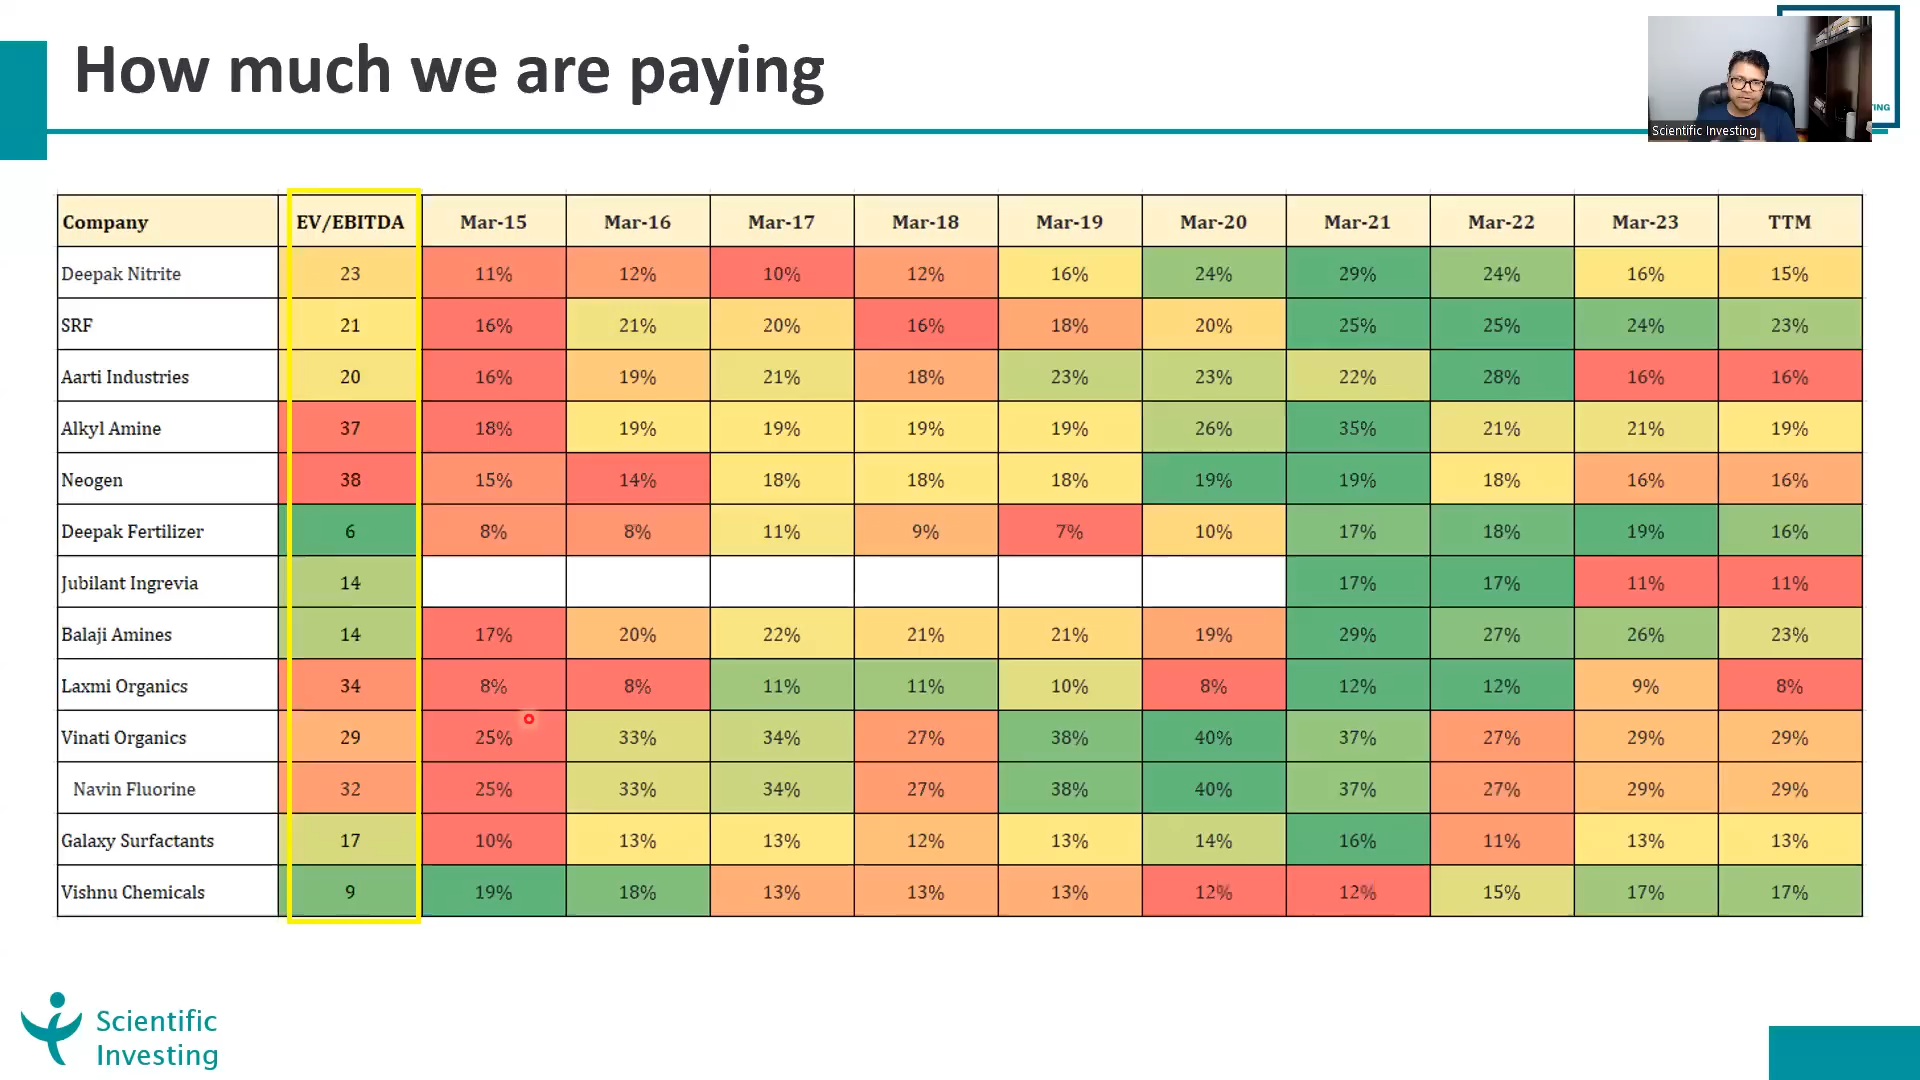 How much we are paying
ING
Scientific Investing
Company EV/EBITDA Mar-15 Mar-16 Mar-17 Mar-18 Mar-19 Mar-20 Mar-21 Mar-22 Mar-23 TTM
Deepak Nitrite 23 11% 12% 10% 12% 16% 24% 29% 24% 16% 15%
SRF 21 16% 21% 20% 16% 18% 20% 25% 25% 24% 23%
Aarti Industries 20 16% 19% 21% 18% 23% 23% 22% 28% 16% 16%
Alkyl Amine 37 18% 19% 19% 19% 19% 26% 35% 21% 21% 19%
Neogen 38 15% 14% 18% 18% 18% 19% 19% 18% 16% 16%
Deepak Fertilizer 6 8% 8% 11% 9% 7% 10% 17% 18% 19% 16%
Jubilant Ingrevia 14 17% 17% 11% 11%
Balaji Amines 14 17% 20% 22% 21% 21% 19% 29% 27% 26% 23%
Laxmi Organics 34 8% 8% 11% 11% 10% 8% 12% 12% 9% 8%
Vinati Organics 29 25% 33% 34% 27% 38% 40% 37% 27% 29% 29%
Navin Fluorine 32 25% 33% 34% 27% 38% 40% 37% 27% 29% 29%
Galaxy Surfactants 17 10% 13% 13% 12% 13% 14% 16% 11% 13% 13%
Vishnu Chemicals 9 19% 18% 13% 13% 13% 12% 12% 15% 17% 17%
Scientific
Investing